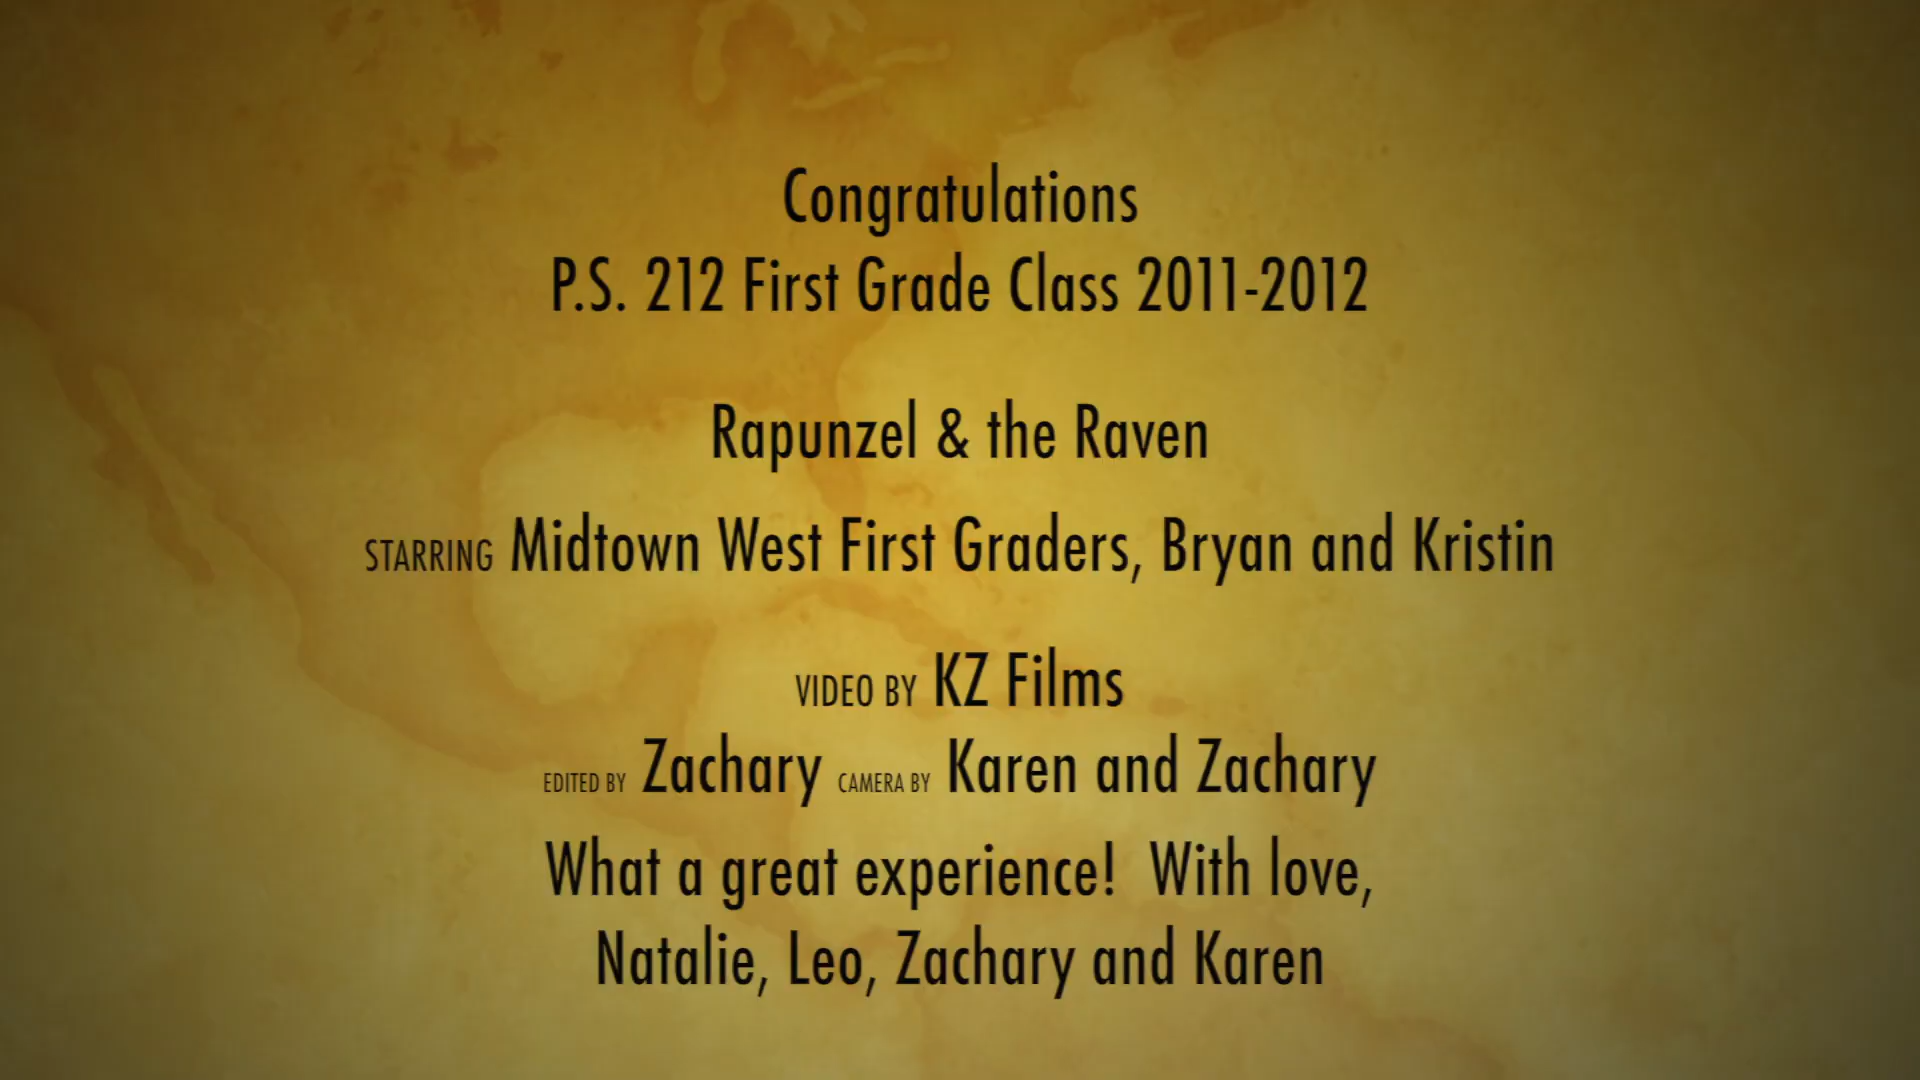 Congratulations
P.S. 212 First Grade Class 2011-2012
Rapunzel & the Raven
STARRING Midtown West First Graders, Bryan and Kristin
VIDEO BY KZ Films
EDITED BY Zachary CAMERA BY Karen and Zachary
What a great experience!  With love,
Natalie, Leo, Zachary and Karen